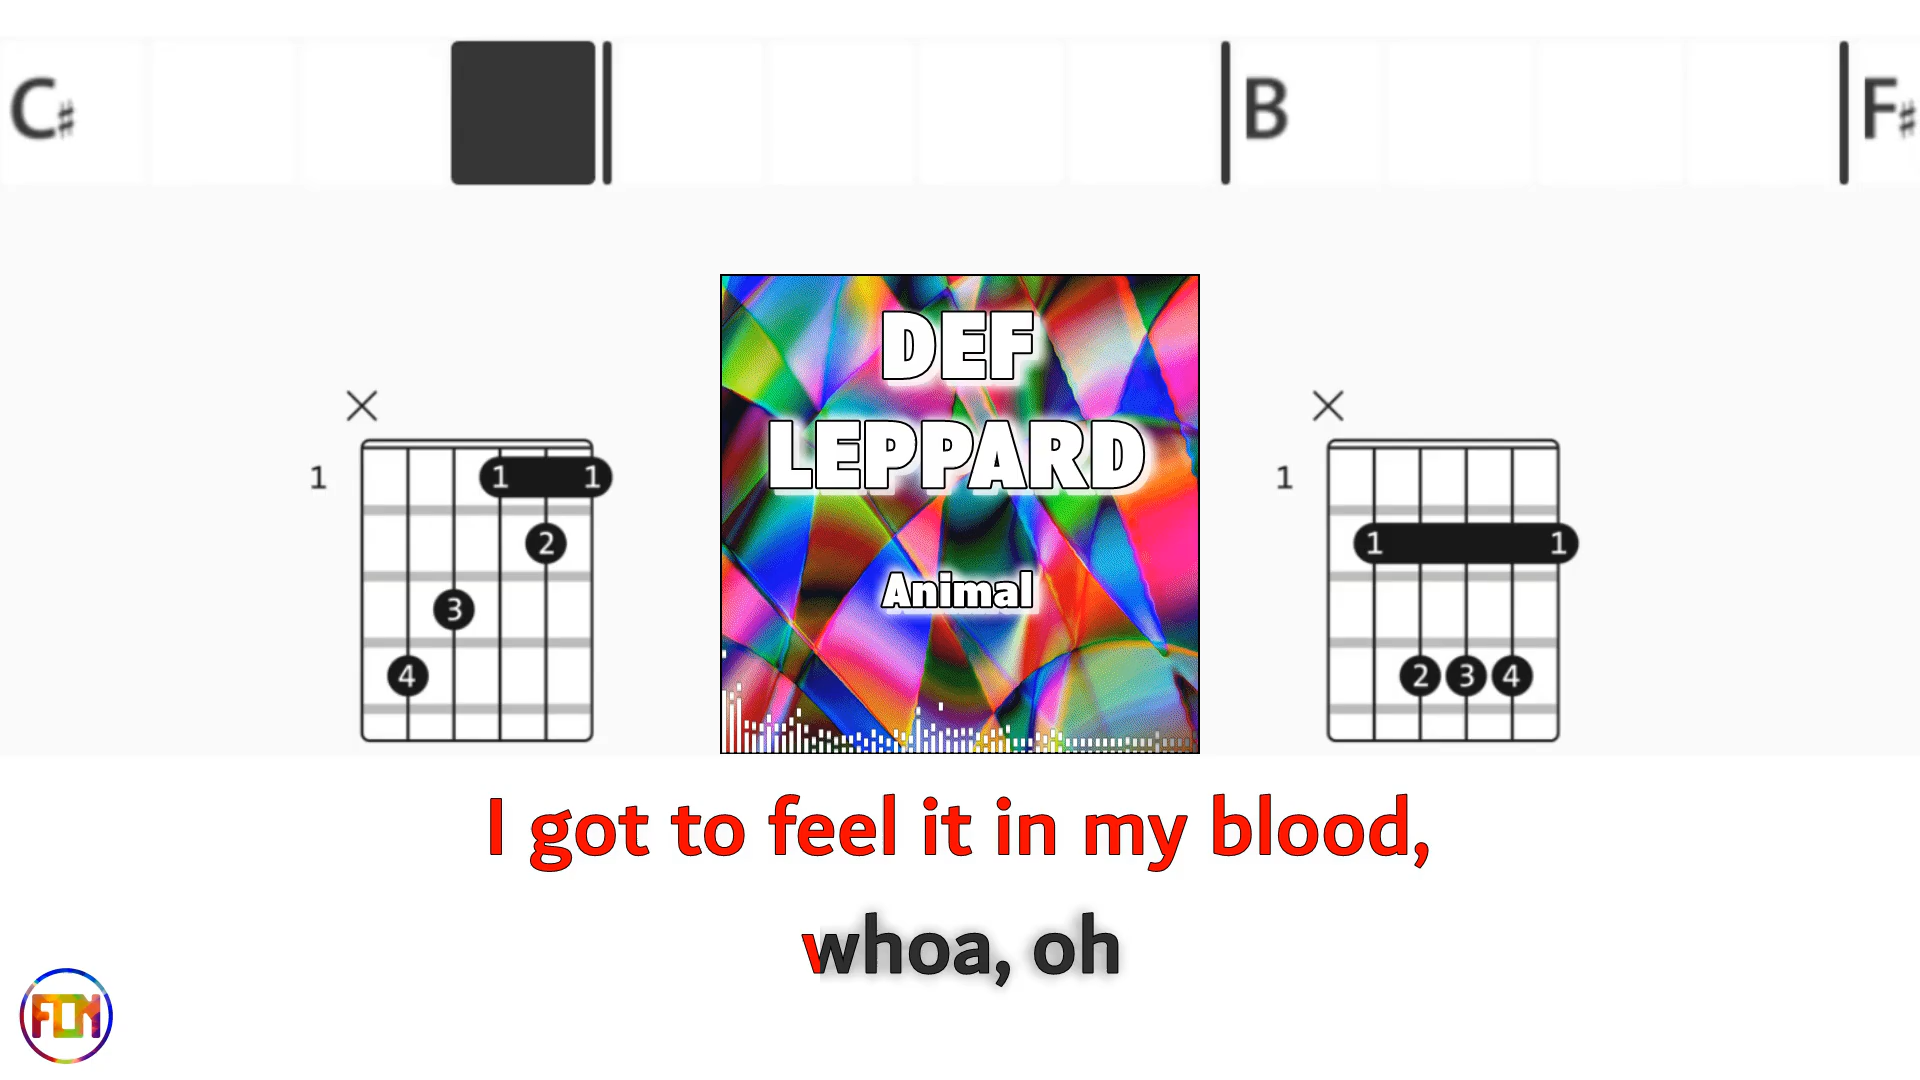 C♯ B F♯
×
1
1 1
2
3
4
DEF
LEPPARD
Animal
×
1
1 1
2 3 4
I got to feel it in my blood,
whoa, oh
FOM